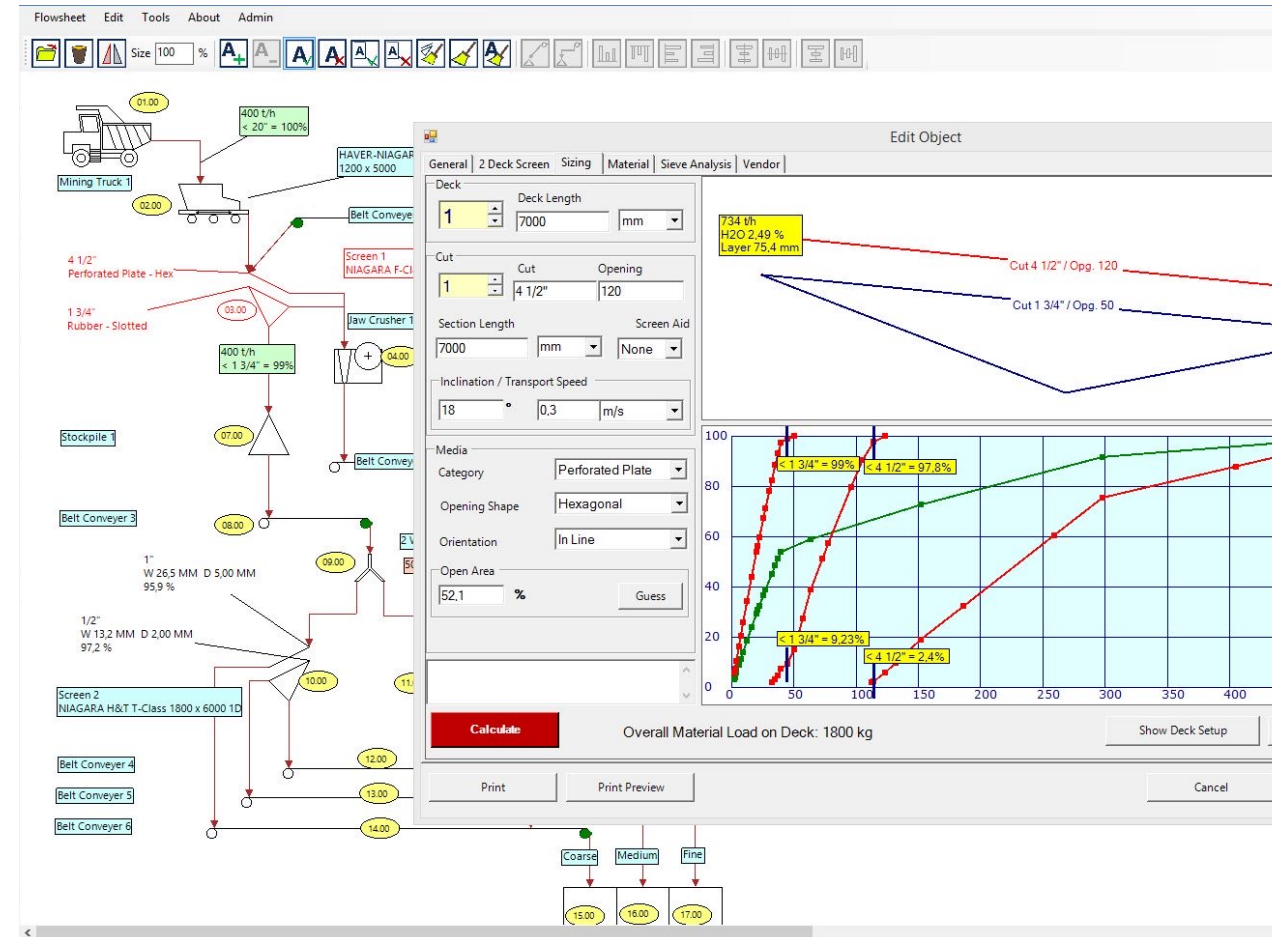 Flowsheet Edit Tools About Admin
Size 100 %
A+ A_ A A A A A
01.00
400 t/h
< 20" = 100%
HAVER-NIAGAR
1200 x 5000
Mining Truck 1
02.00
Belt Conveye
4 1/2"
Perforated Plate - Hex
Screen 1
NIAGARA F-Cl
1 3/4"
Rubber - Slotted
03.00
Jaw Crusher 1
400 t/h
< 1 3/4" = 99%
04.00
Stockpile 1
07.00
Belt Convey
Belt Conveyer 3
08.00
2 V
50
09.00
1"
W 26,5 MM D 5,00 MM
95,9 %
1/2"
W 13,2 MM D 2,00 MM
97,2 %
10.00
11.
Screen 2
NIAGARA H&T T-Class 1800 x 6000 1D
Belt Conveyer 4
12.00
Belt Conveyer 5
13.00
Belt Conveyer 6
14.00
Coarse Medium Fine
15.00 16.00 17.00
Edit Object
General 2 Deck Screen Sizing Material Sieve Analysis Vendor
Deck
Deck Length
1 7000 mm
Cut
Cut Opening
1 4 1/2" 120
Section Length Screen Aid
7000 mm None
Inclination / Transport Speed
18 ° 0,3 m/s
Media
Category Perforated Plate
Opening Shape Hexagonal
Orientation In Line
Open Area
52,1 % Guess
734 t/h
H2O 2,49 %
Layer 75,4 mm
Cut 4 1/2" / Opg. 120
Cut 1 3/4" / Opg. 50
100
80
60
40
20
0
< 1 3/4" = 99%
< 4 1/2" = 97,8%
< 1 3/4" = 9,23%
< 4 1/2" = 2,4%
0 50 100 150 200 250 300 350 400
Calculate
Overall Material Load on Deck: 1800 kg
Show Deck Setup
Print Print Preview Cancel